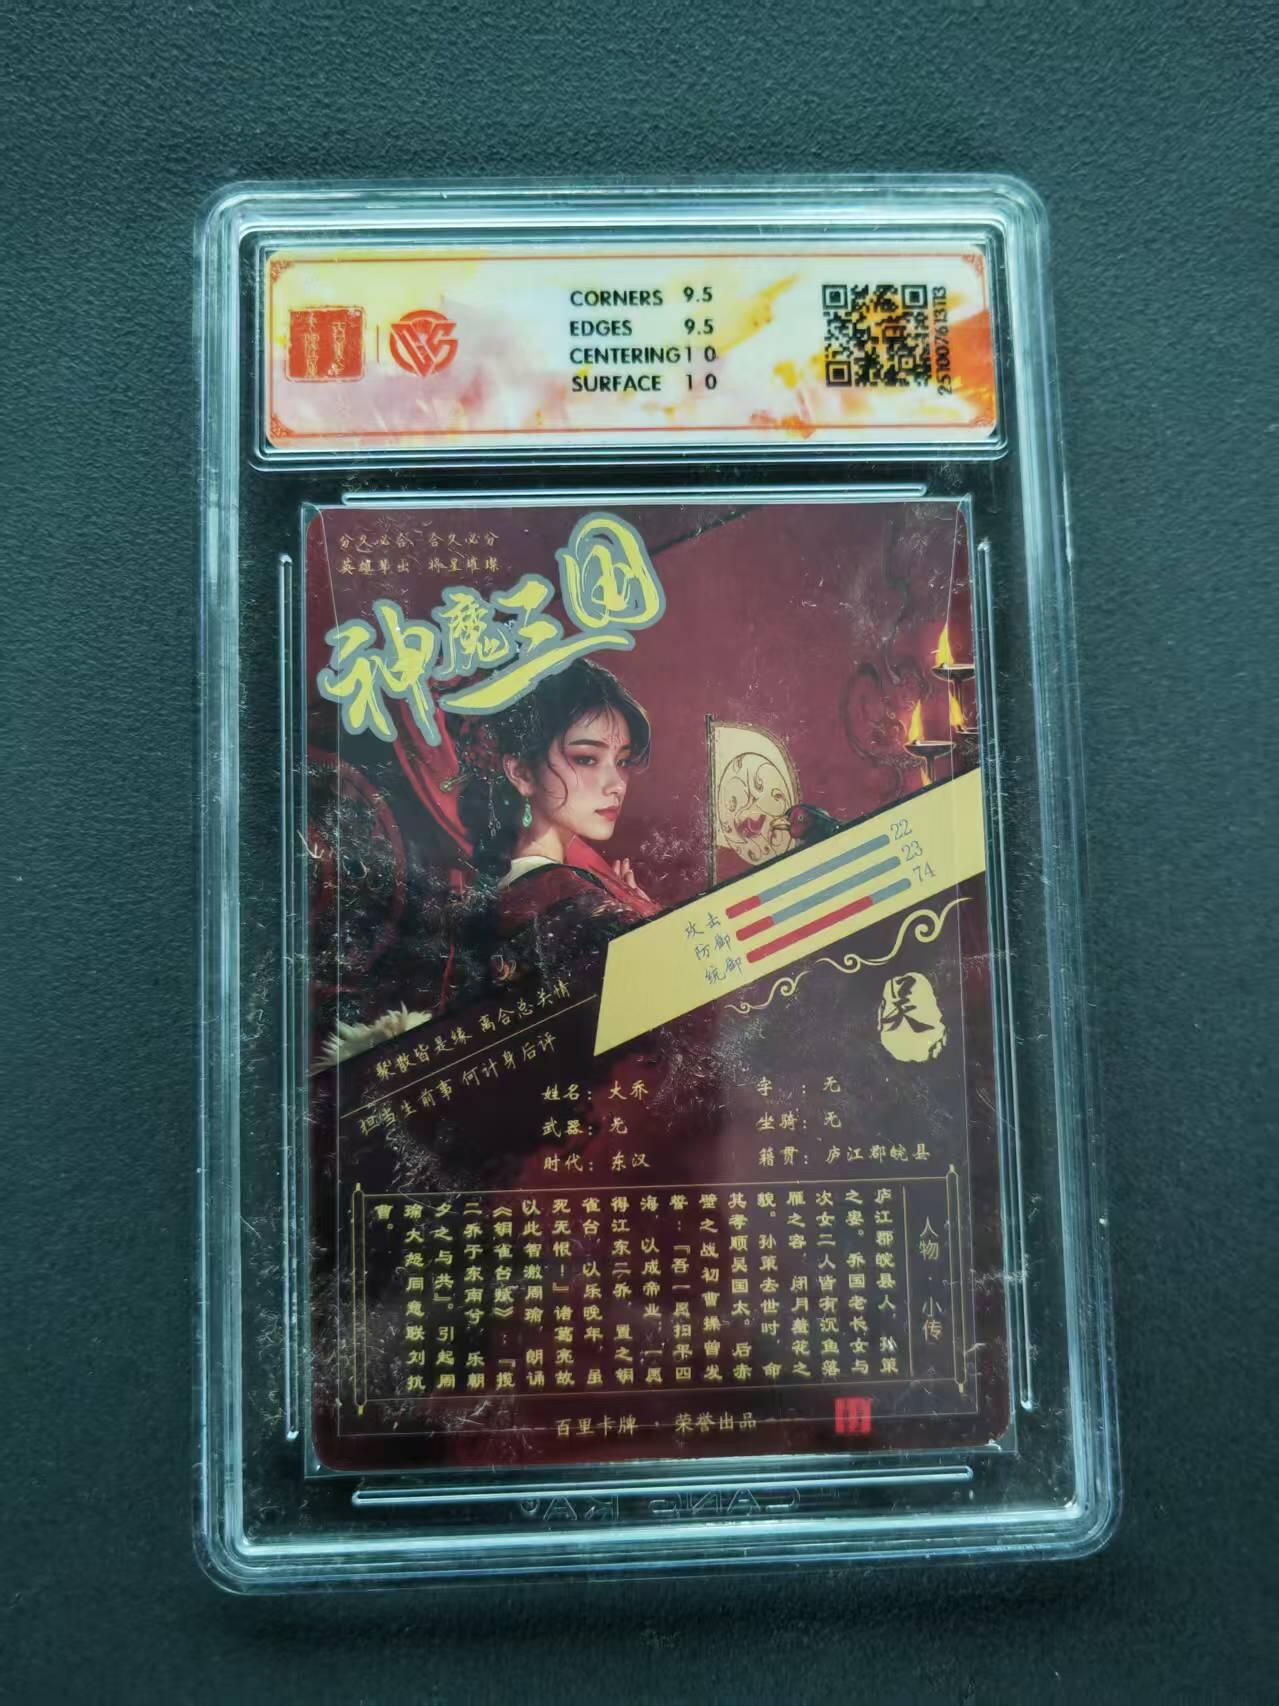 CORNERS 9.5
EDGES 9.5
CENTERING 10
SURFACE 10
251007613113
分久必合 合久必分
英雄辈出 将星璀璨
神魔三国
攻击 22
防御 23
统御 74
吴
聚散皆是缘 离合总关情
担当生前事 何计身后评
姓名：大乔 字：无
武器：无 坐骑：无
时代：东汉 籍贯：庐江郡皖县
人物·小传
庐江郡皖县人，孙策
之妻。乔国老长女与
次女二人皆有沉鱼落
雁之容，闭月羞花之
貌。孙策去世时，命
其孝顺吴国太。后赤
壁之战初曹操曾发
誓：『吾一愿扫平四
海，以成帝业；一愿
得江东二乔，置之铜
雀台，以乐晚年，虽
死无恨！』诸葛亮故
以此智激周瑜，朗诵
《铜雀台赋》：『揽
二乔于东南兮，乐朝
夕之与共』。引起周
瑜大怒同意联刘抗
曹。
百里卡牌·荣誉出品
CANG KA